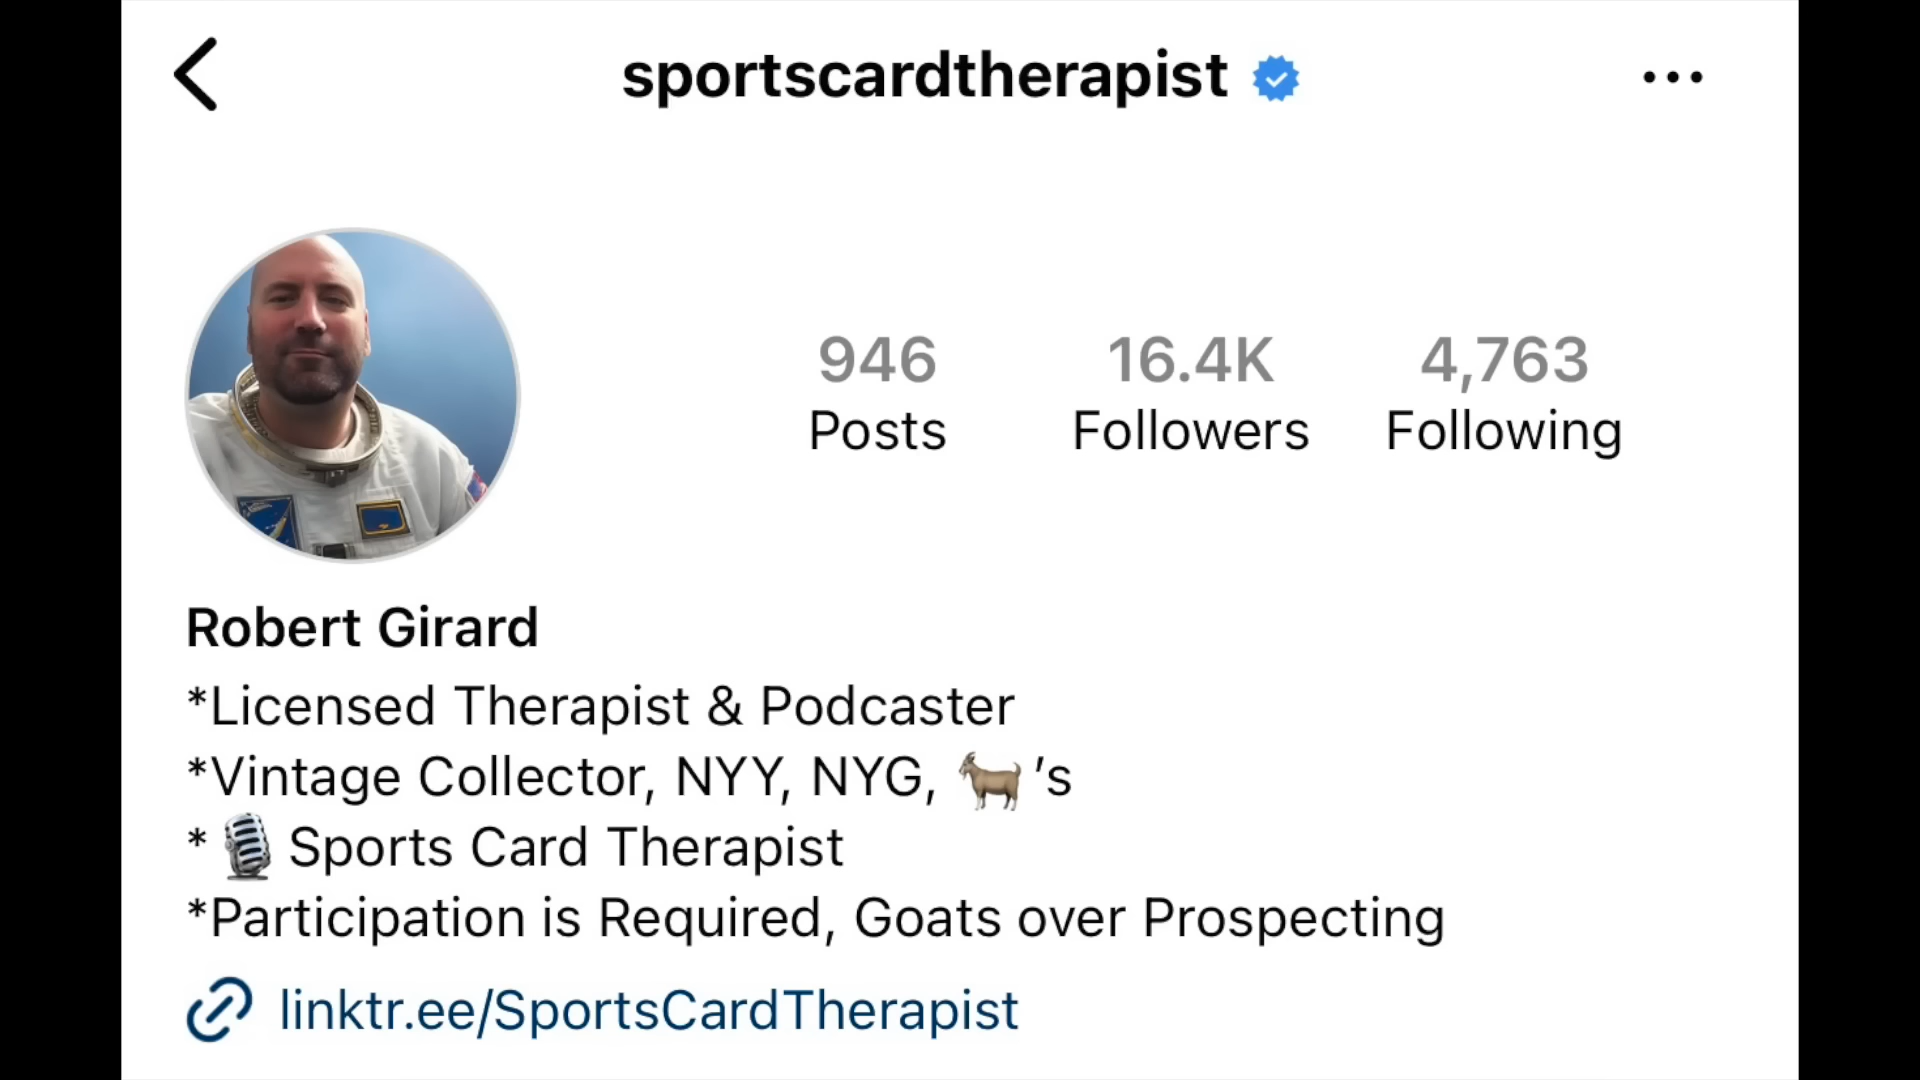 sportscardtherapist
946 16.4K 4,763
Posts Followers Following
Robert Girard
*Licensed Therapist & Podcaster
*Vintage Collector, NYY, NYG, 🐐's
*🎙️Sports Card Therapist
*Participation is Required, Goats over Prospecting
linktr.ee/SportsCardTherapist